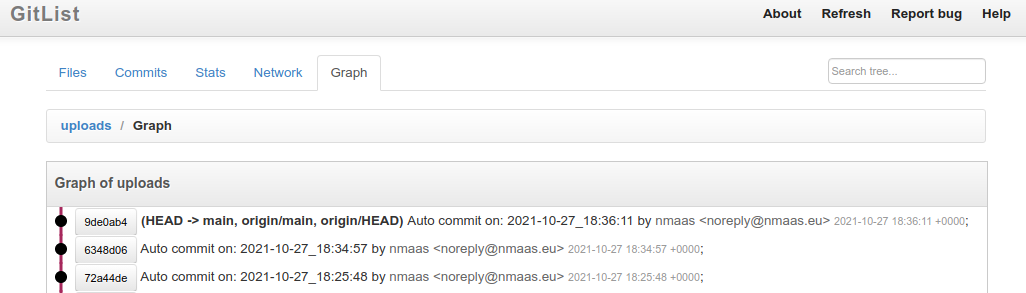 GitList About Refresh Report bug Help
Files Commits Stats Network Graph Search tree...
uploads / Graph
Graph of uploads
9de0ab4 (HEAD -> main, origin/main, origin/HEAD) Auto commit on: 2021-10-27_18:36:11 by nmaas <noreply@nmaas.eu> 2021-10-27 18:36:11 +0000;
6348d06 Auto commit on: 2021-10-27_18:34:57 by nmaas <noreply@nmaas.eu> 2021-10-27 18:34:57 +0000;
72a44de Auto commit on: 2021-10-27_18:25:48 by nmaas <noreply@nmaas.eu> 2021-10-27 18:25:48 +0000;